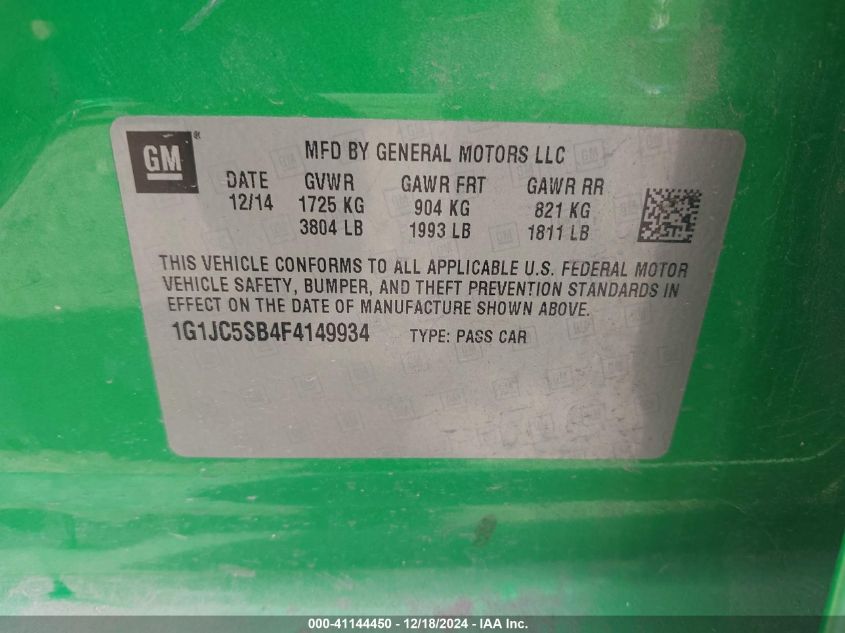 GM ® MFD BY GENERAL MOTORS LLC
DATE GVWR GAWR FRT GAWR RR
12/14 1725 KG 904 KG 821 KG
3804 LB 1993 LB 1811 LB
THIS VEHICLE CONFORMS TO ALL APPLICABLE U.S. FEDERAL MOTOR
VEHICLE SAFETY, BUMPER, AND THEFT PREVENTION STANDARDS IN
EFFECT ON THE DATE OF MANUFACTURE SHOWN ABOVE.
1G1JC5SB4F4149934 TYPE: PASS CAR
000-41144450 - 12/18/2024 - IAA Inc.